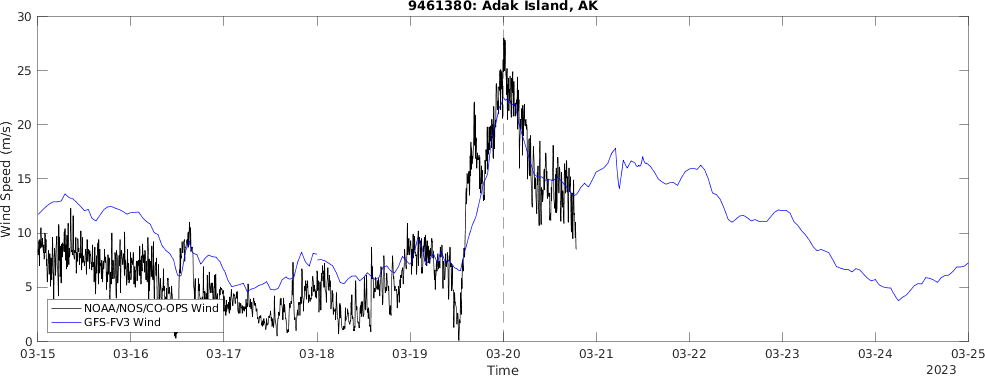 9461380: Adak Island, AK
Wind Speed (m/s)
30
25
20
15
10
5
0
NOAA/NOS/CO-OPS Wind
GFS-FV3 Wind
03-15 03-16 03-17 03-18 03-19 03-20 03-21 03-22 03-23 03-24 03-25
Time
2023